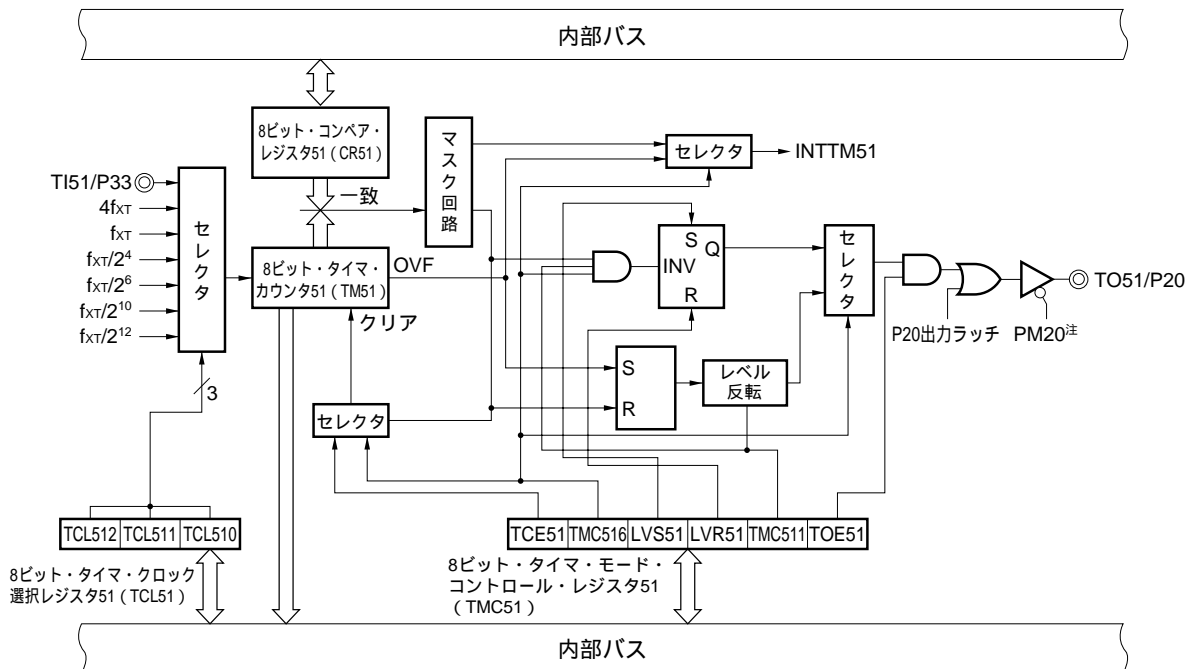 内部バス
8ビット・コンペア・
レジスタ51（CR51）
マスク回路
セレクタ
INTTM51
TI51/P33
4fXT
fXT
fXT/2⁴
fXT/2⁶
fXT/2¹⁰
fXT/2¹²
セレクタ
一致
8ビット・タイマ・
カウンタ51（TM51）
OVF
クリア
S
Q
INV
R
セレクタ
TO51/P20
P20出力ラッチ
PM20注
S
R
レベル
反転
3
セレクタ
TCL512
TCL511
TCL510
TCE51
TMC516
LVS51
LVR51
TMC511
TOE51
8ビット・タイマ・クロック
選択レジスタ51（TCL51）
8ビット・タイマ・モード・
コントロール・レジスタ51
（TMC51）
内部バス